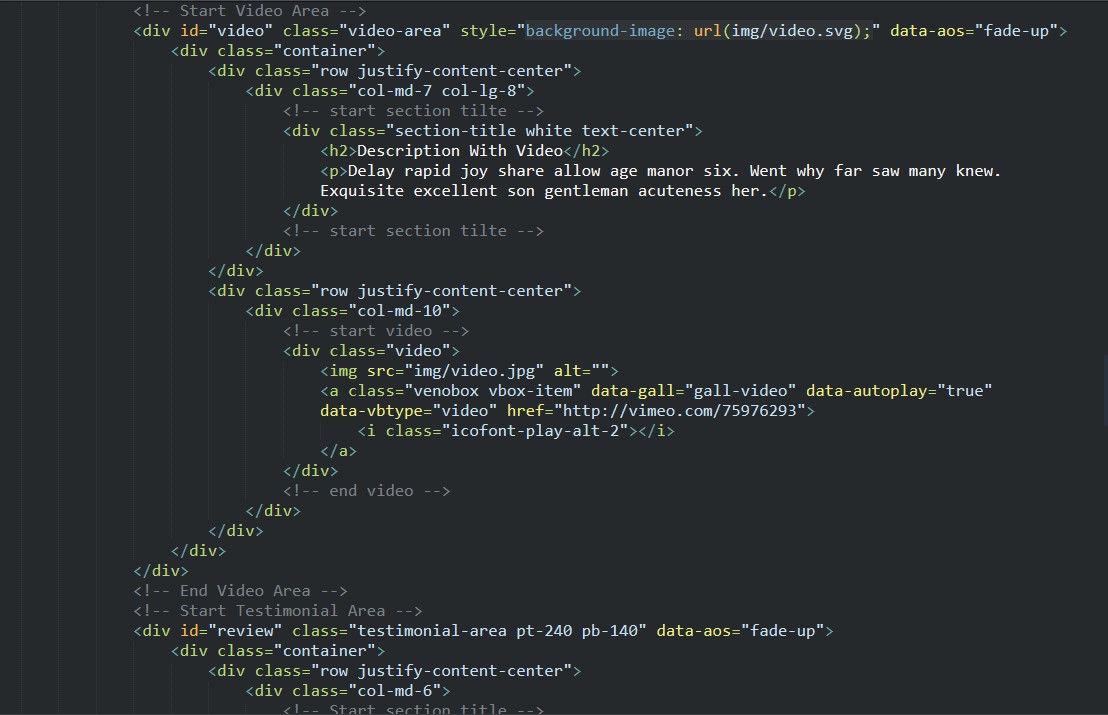 <!-- Start Video Area -->
<div id="video" class="video-area" style="background-image: url(img/video.svg);" data-aos="fade-up">
<div class="container">
<div class="row justify-content-center">
<div class="col-md-7 col-lg-8">
<!-- start section tilte -->
<div class="section-title white text-center">
<h2>Description With Video</h2>
<p>Delay rapid joy share allow age manor six. Went why far saw many knew.
Exquisite excellent son gentleman acuteness her.</p>
</div>
<!-- start section tilte -->
</div>
</div>
<div class="row justify-content-center">
<div class="col-md-10">
<!-- start video -->
<div class="video">
<img src="img/video.jpg" alt="">
<a class="venobox vbox-item" data-gall="gall-video" data-autoplay="true"
data-vbtype="video" href="http://vimeo.com/75976293">
<i class="icofont-play-alt-2"></i>
</a>
</div>
<!-- end video -->
</div>
</div>
</div>
</div>
<!-- End Video Area -->
<!-- Start Testimonial Area -->
<div id="review" class="testimonial-area pt-240 pb-140" data-aos="fade-up">
<div class="container">
<div class="row justify-content-center">
<div class="col-md-6">
<!-- Start section title -->